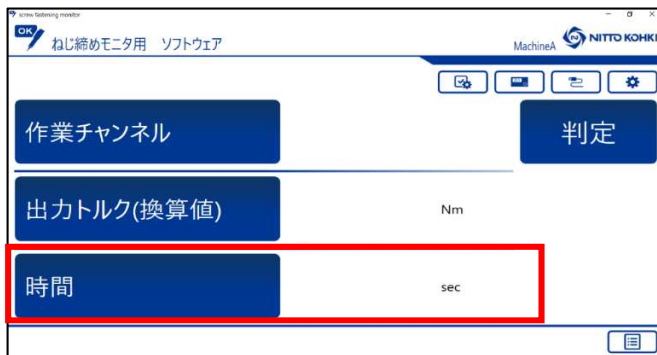 screw fastening monitor
OK
ねじ締めモニタ用 ソフトウェア
MachineA
NITTO KOHKI
作業チャンネル
判定
出力トルク(換算値)
Nm
時間
sec